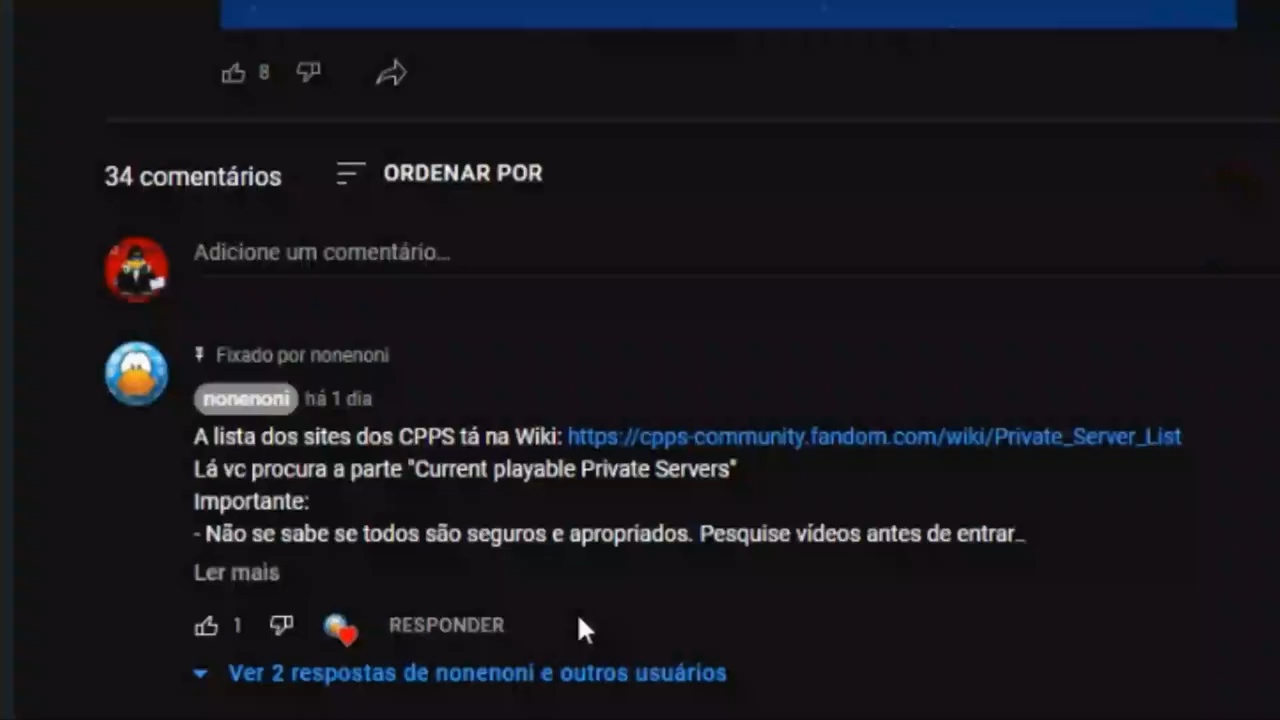 8
34 comentários
ORDENAR POR
Adicione um comentário...
Fixado por nonenoni
nonenoni há 1 dia
A lista dos sites dos CPPS tá na Wiki: https://cpps-community.fandom.com/wiki/Private_Server_List
Lá vc procura a parte "Current playable Private Servers"
Importante:
- Não se sabe se todos são seguros e apropriados. Pesquise vídeos antes de entrar...
Ler mais
1 RESPONDER
Ver 2 respostas de nonenoni e outros usuários